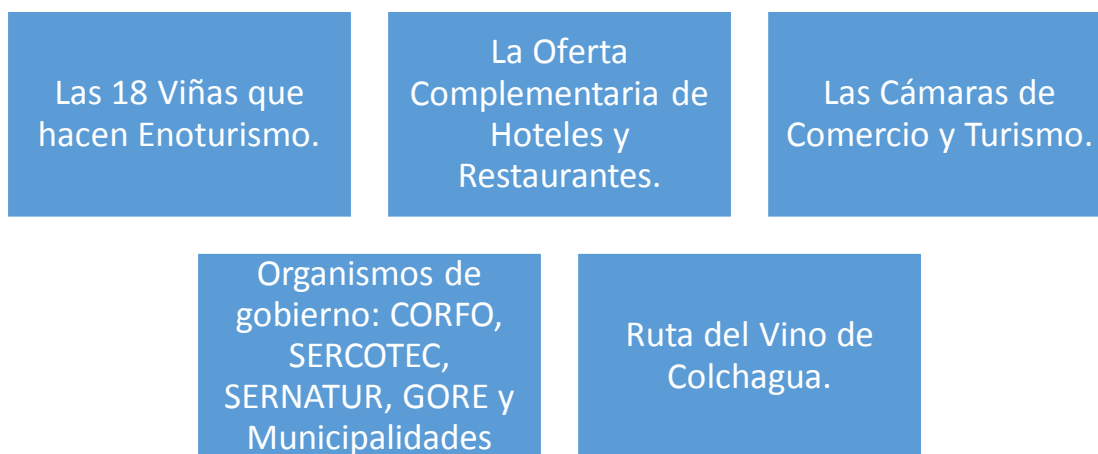 Las 18 Viñas que
hacen Enoturismo.
La Oferta
Complementaria de
Hoteles y
Restaurantes.
Las Cámaras de
Comercio y Turismo.
Organismos de
gobierno: CORFO,
SERCOTEC,
SERNATUR, GORE y
Municipalidades
Ruta del Vino de
Colchagua.